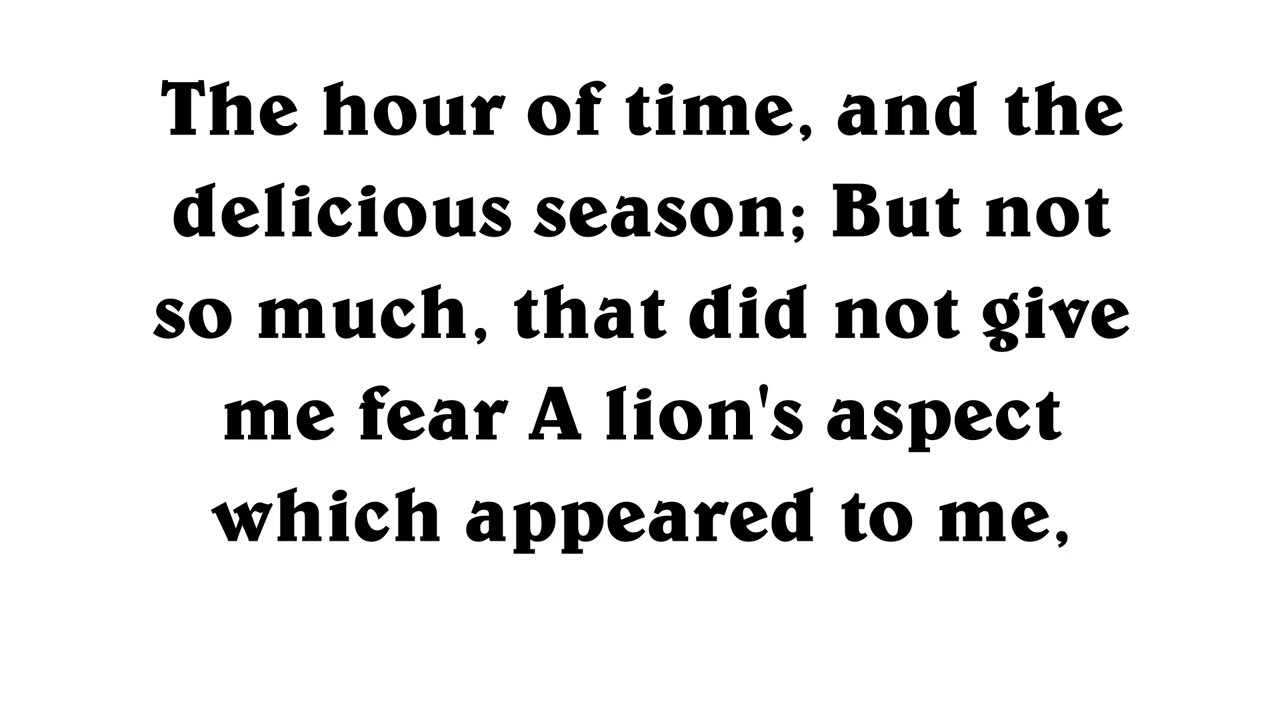 The hour of time, and the
delicious season; But not
so much, that did not give
me fear A lion's aspect
which appeared to me,